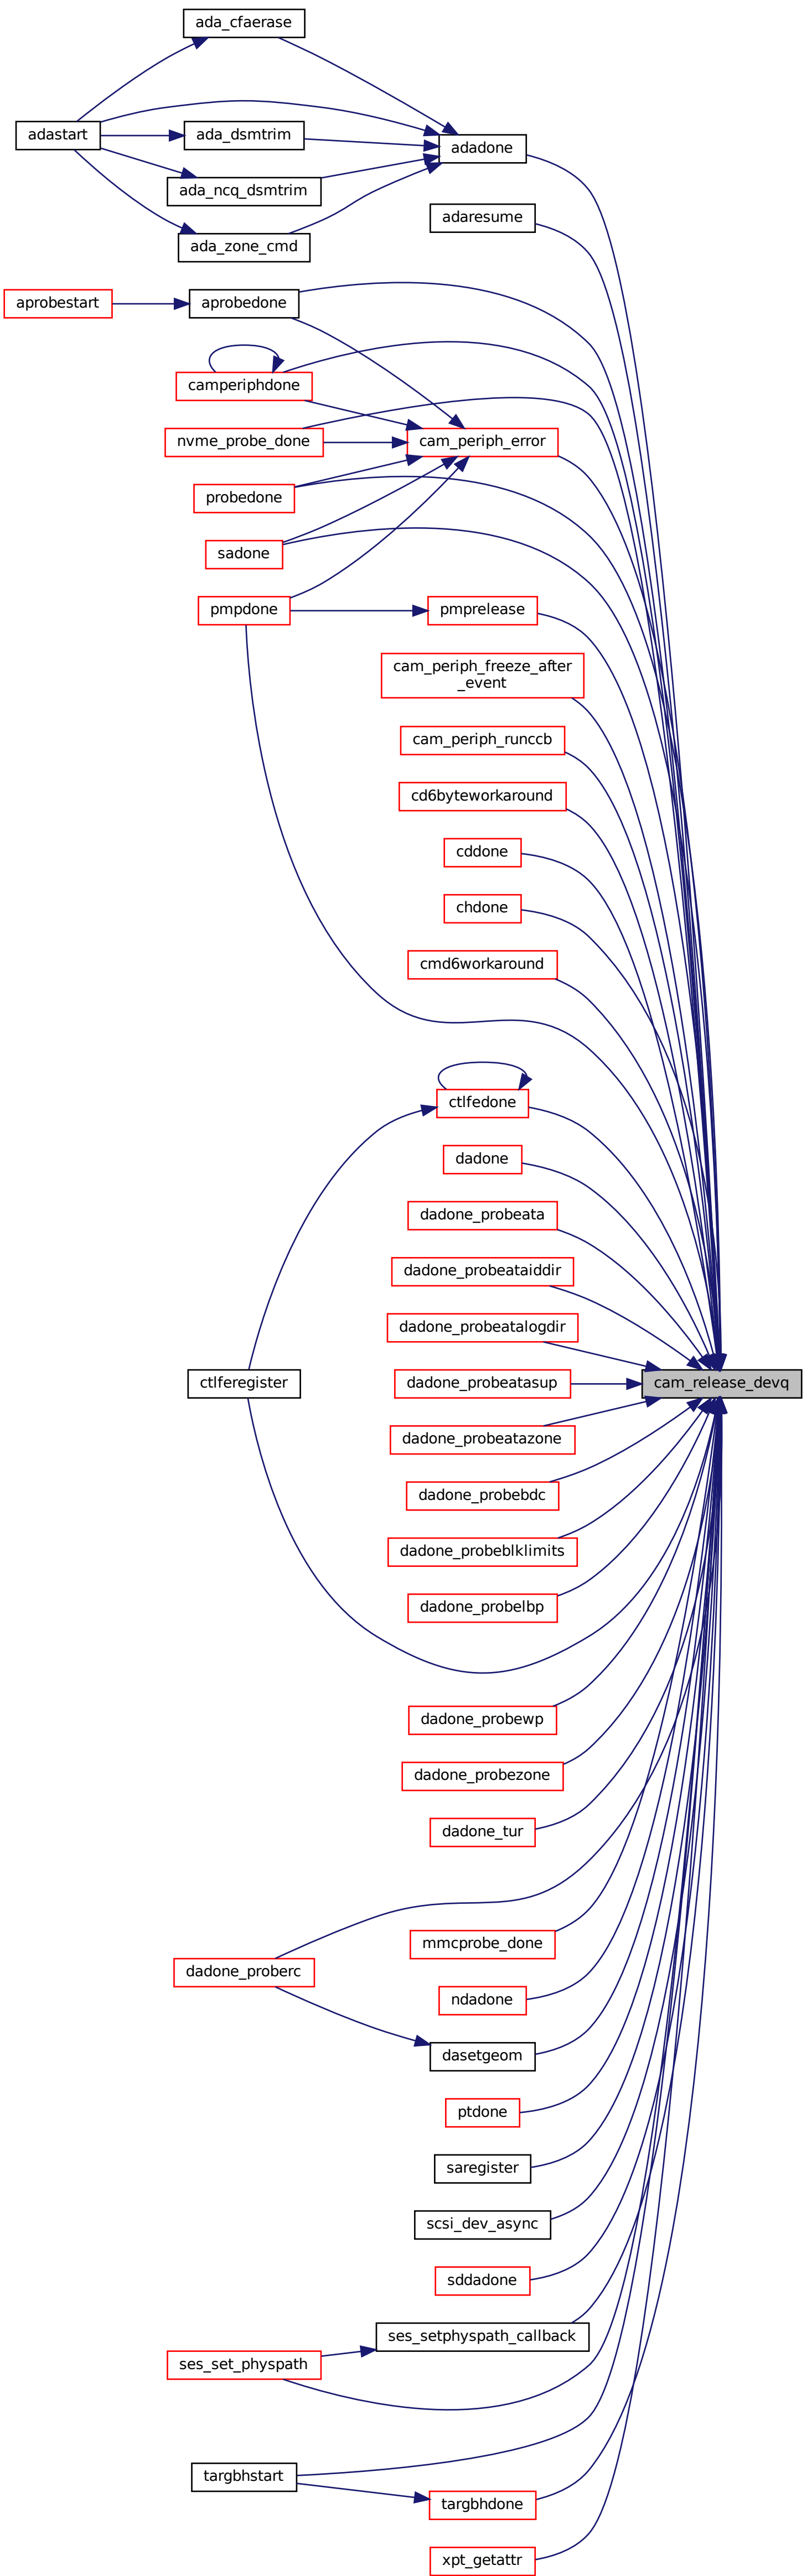 ada_cfaerase
adastart
ada_dsmtrim
adadone
ada_ncq_dsmtrim
adaresume
ada_zone_cmd
aprobestart
aprobedone
camperiphdone
nvme_probe_done
cam_periph_error
probedone
sadone
pmpdone
pmprelease
cam_periph_freeze_after
_event
cam_periph_runccb
cd6byteworkaround
cddone
chdone
cmd6workaround
ctlfedone
dadone
dadone_probeata
dadone_probeataiddir
dadone_probeatalogdir
ctlferegister
dadone_probeatasup
cam_release_devq
dadone_probeatazone
dadone_probebdc
dadone_probeblklimits
dadone_probelbp
dadone_probewp
dadone_probezone
dadone_tur
mmcprobe_done
dadone_proberc
ndadone
dasetgeom
ptdone
saregister
scsi_dev_async
sddadone
ses_setphyspath_callback
ses_set_physpath
targbhstart
targbhdone
xpt_getattr